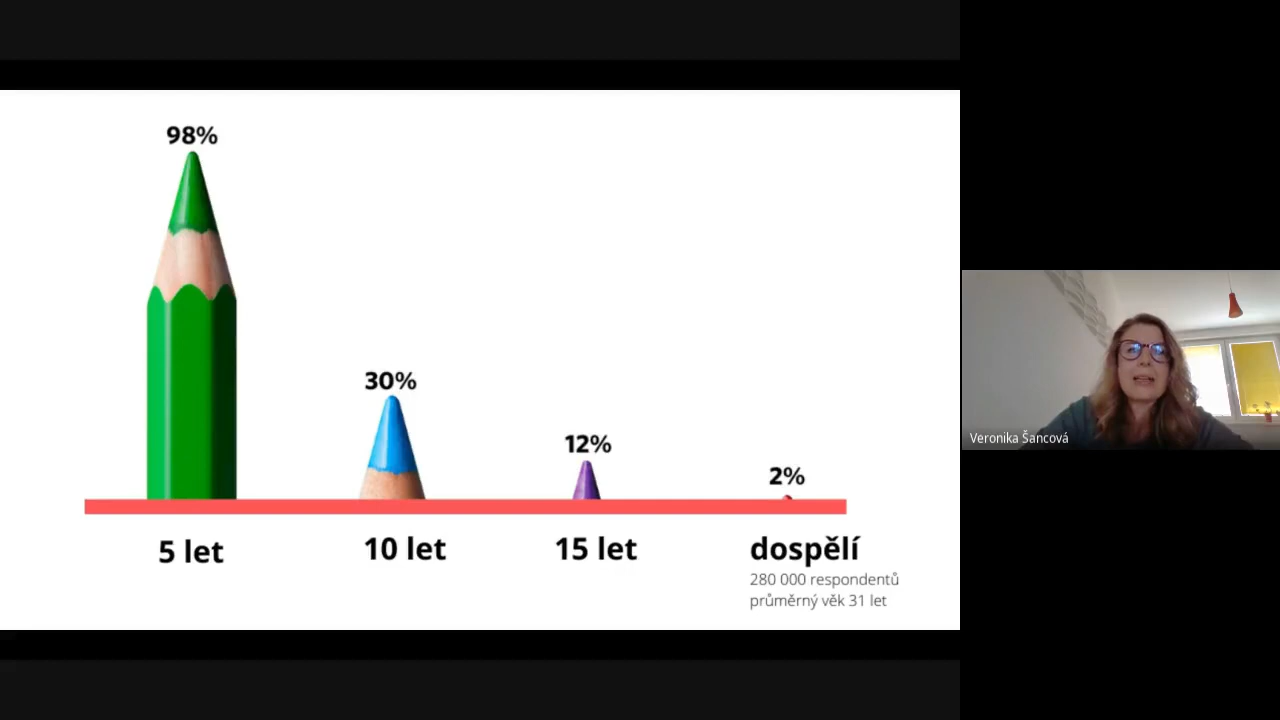 98%
30%
12%
2%
5 let
10 let
15 let
dospělí
280 000 respondentů
průměrný věk 31 let
Veronika Šancová